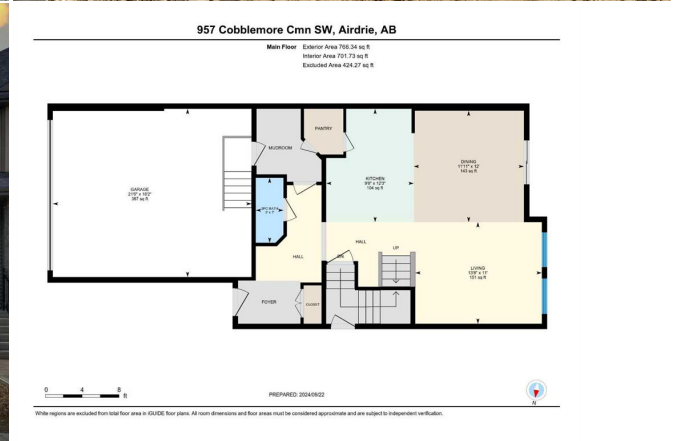 957 Cobblemore Cmn SW, Airdrie, AB
Main Floor Exterior Area 766.34 sq ft
Interior Area 701.73 sq ft
Excluded Area 424.27 sq ft
PANTRY
MUDROOM
DINING
11'11" x 12'
143 sq ft
KITCHEN
9'8" x 12'3"
104 sq ft
GARAGE
387 sq ft
2PC BATH
HALL
HALL
UP
DN
LIVING
13'9" x 11'
151 sq ft
FOYER
CLOSET
0 4 8
ft
PREPARED: 2024/09/22
N
White regions are excluded from total floor area in iGUIDE floor plans. All room dimensions and floor areas must be considered approximate and are subject to independent verification.